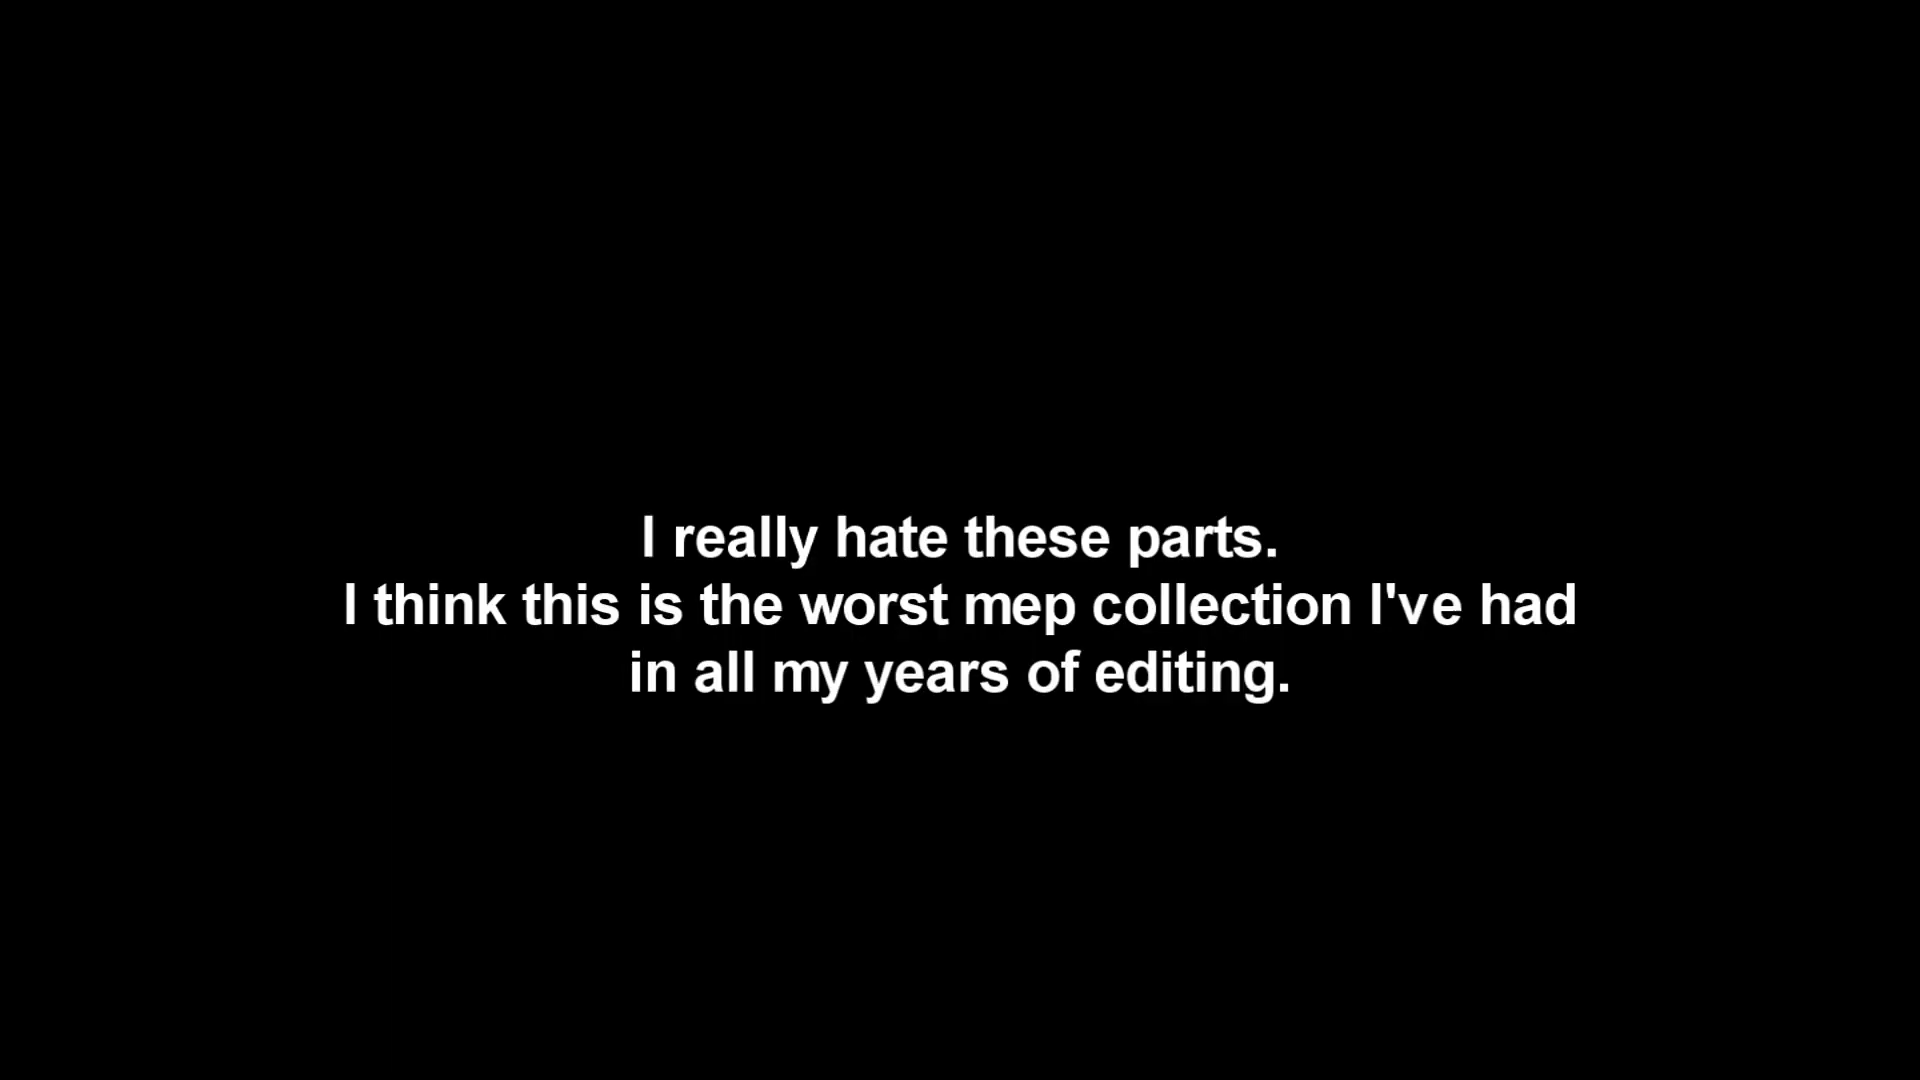 I really hate these parts.
I think this is the worst mep collection I've had
in all my years of editing.